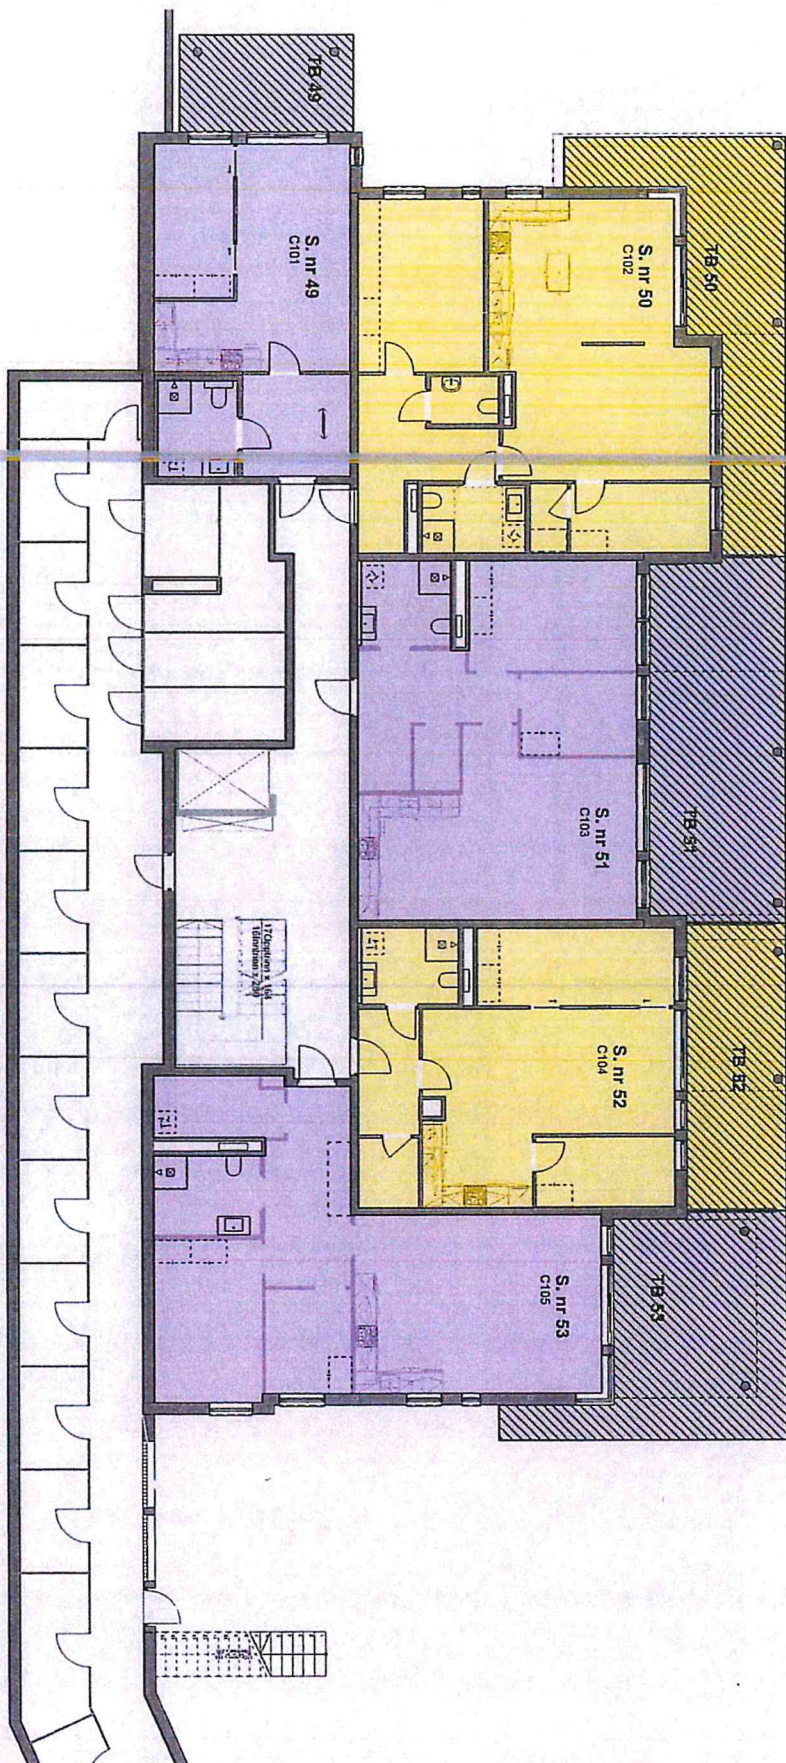 TB 49
S. nr 49
C101
TB 50
S. nr 50
C102
TB 51
S. nr 51
C103
TB 52
S. nr 52
C104
TB 53
S. nr 53
C105